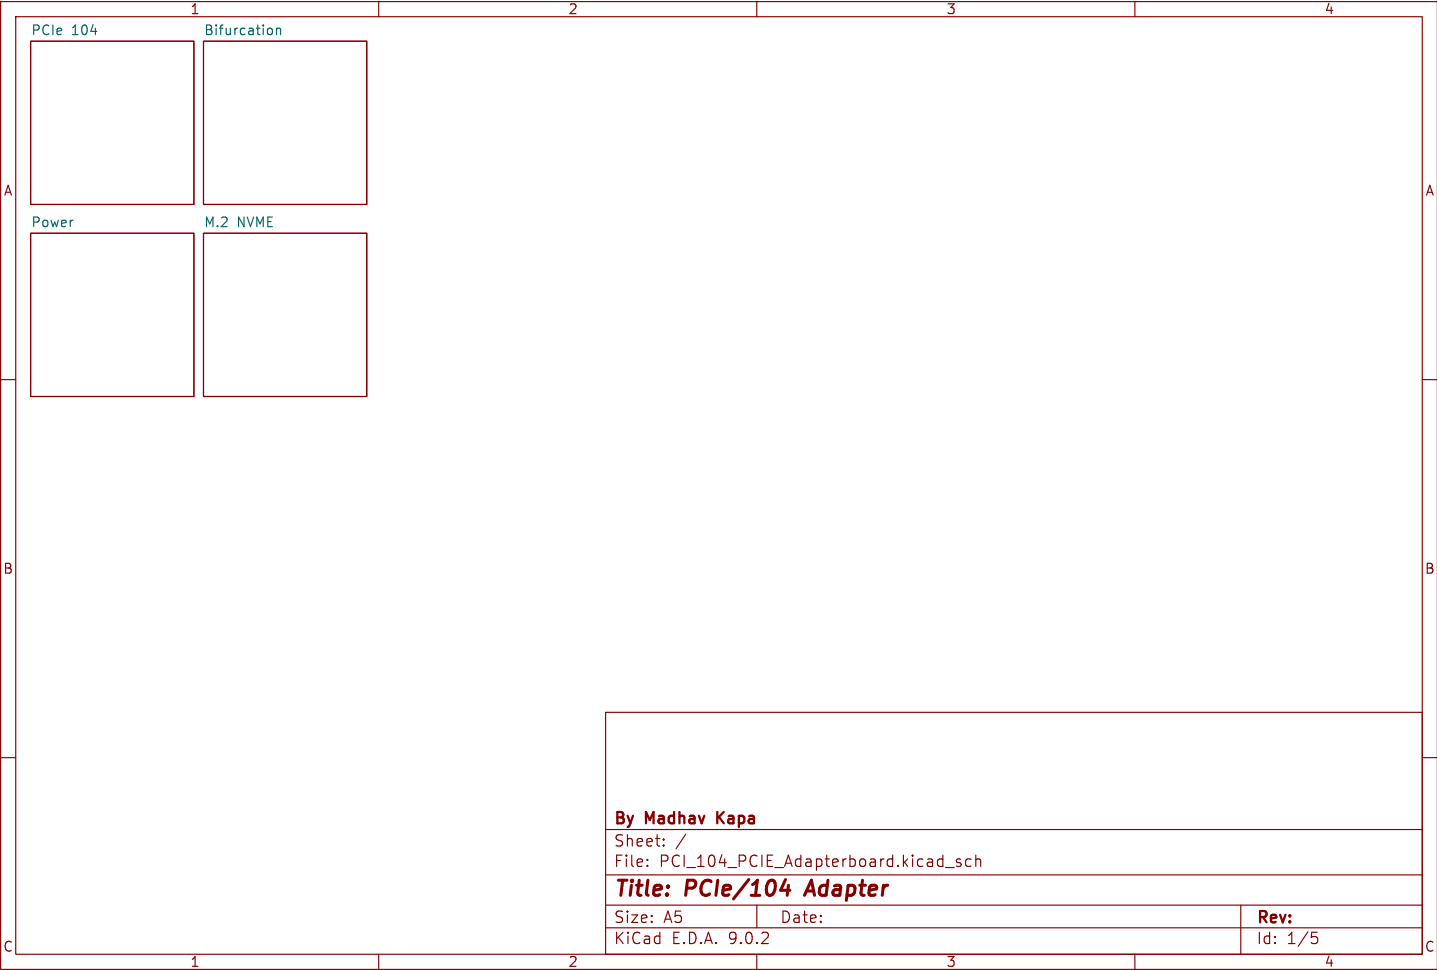 1 2 3 4
PCIe 104 Bifurcation
A A
Power M.2 NVME
B B
By Madhav Kapa
Sheet: /
File: PCI_104_PCIE_Adapterboard.kicad_sch
Title: PCIe/104 Adapter
Size: A5 Date: Rev:
KiCad E.D.A. 9.0.2 Id: 1/5
C C
1 2 3 4